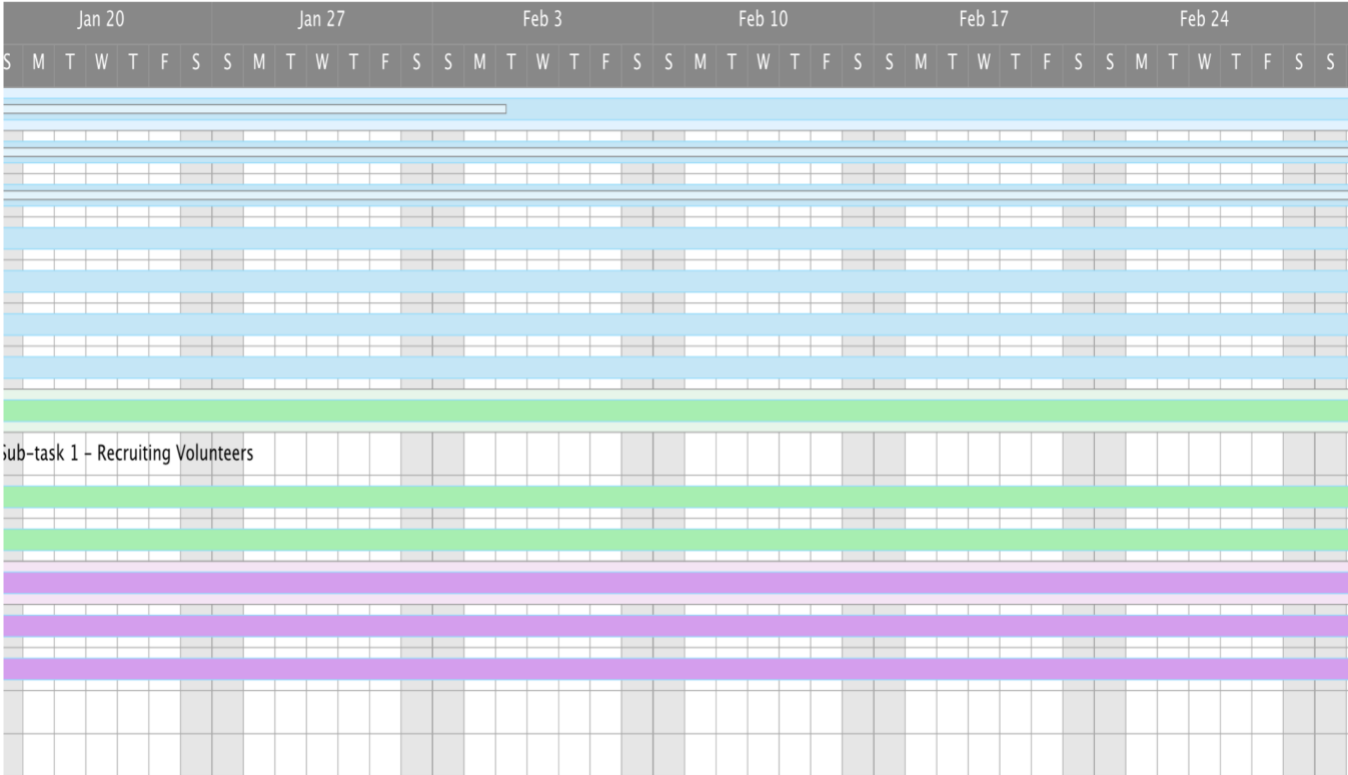 Jan 20 Jan 27 Feb 3 Feb 10 Feb 17 Feb 24
S M T W T F S S M T W T F S S M T W T F S S M T W T F S S M T W T F S S M T W T F S S
Sub-task 1 – Recruiting Volunteers